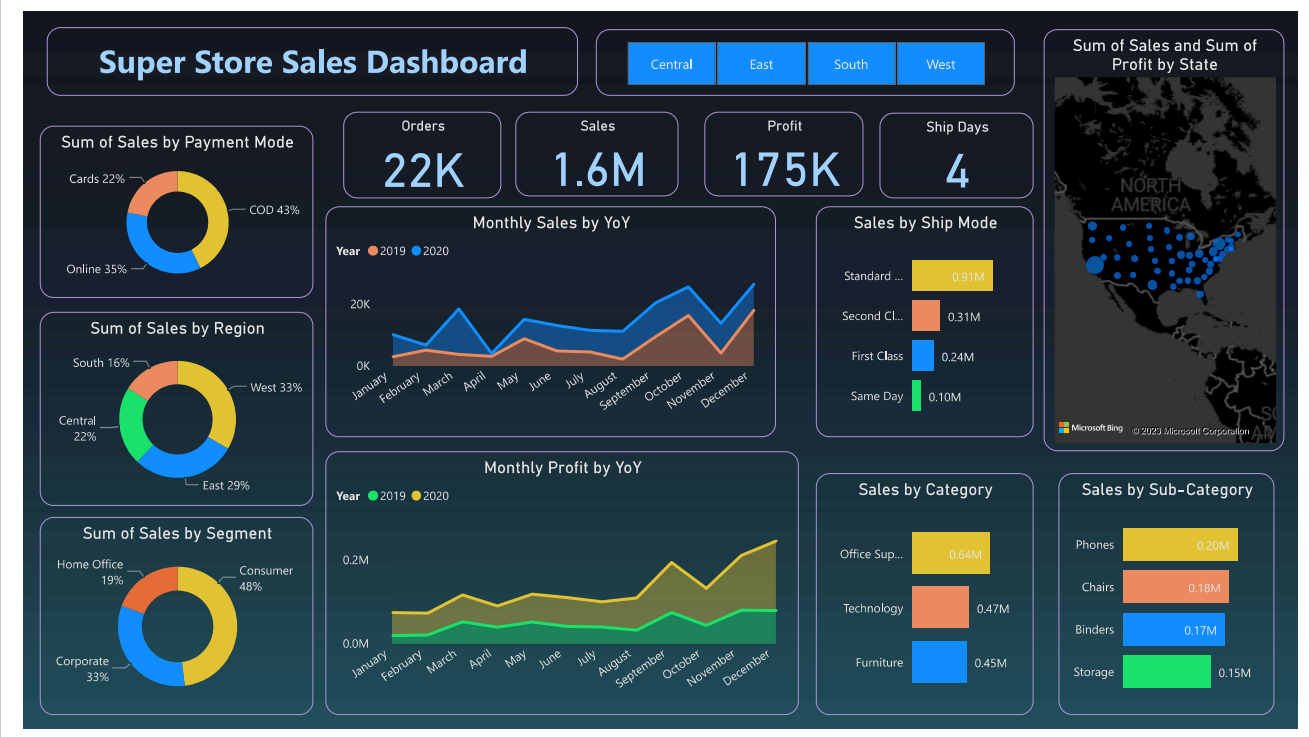 Super Store Sales Dashboard
Central
East
South
West
Sum of Sales and Sum of
Profit by State
NORTH
AMERICA
Microsoft Bing
© 2023 Microsoft Corporation
Orders
22K
Sales
1.6M
Profit
175K
Ship Days
4
Sum of Sales by Payment Mode
Cards 22%
COD 43%
Online 35%
Sum of Sales by Region
South 16%
West 33%
Central
22%
East 29%
Sum of Sales by Segment
Home Office
19%
Consumer
48%
Corporate
33%
Monthly Sales by YoY
Year 2019 2020
20K
0K
January
February
March
April
May
June
July
August
September
October
November
December
Monthly Profit by YoY
Year 2019 2020
0.2M
0.0M
January
February
March
April
May
June
July
August
September
October
November
December
Sales by Ship Mode
Standard ... 0.91M
Second Cl... 0.31M
First Class 0.24M
Same Day 0.10M
Sales by Category
Office Sup... 0.64M
Technology 0.47M
Furniture 0.45M
Sales by Sub-Category
Phones 0.20M
Chairs 0.18M
Binders 0.17M
Storage 0.15M